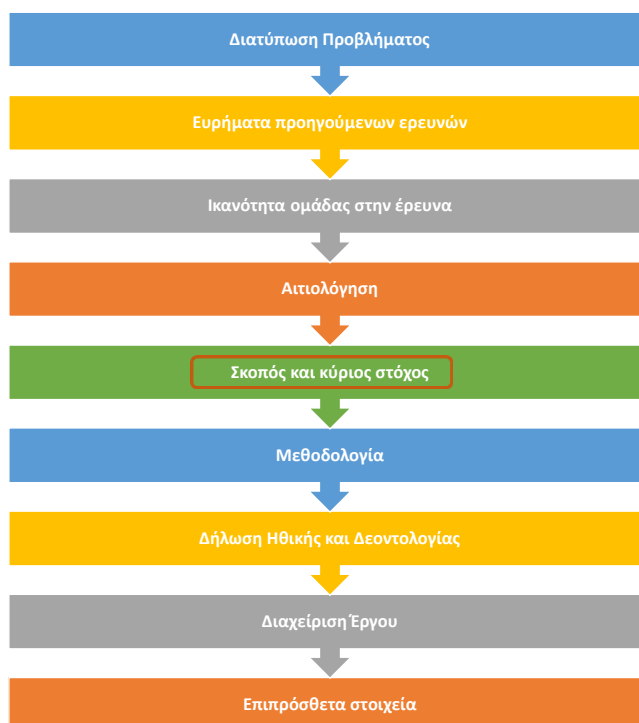 Διατύπωση Προβλήματος
Ευρήματα προηγούμενων ερευνών
Ικανότητα ομάδας στην έρευνα
Αιτιολόγηση
Σκοπός και κύριος στόχος
Μεθοδολογία
Δήλωση Ηθικής και Δεοντολογίας
Διαχείριση Έργου
Επιπρόσθετα στοιχεία